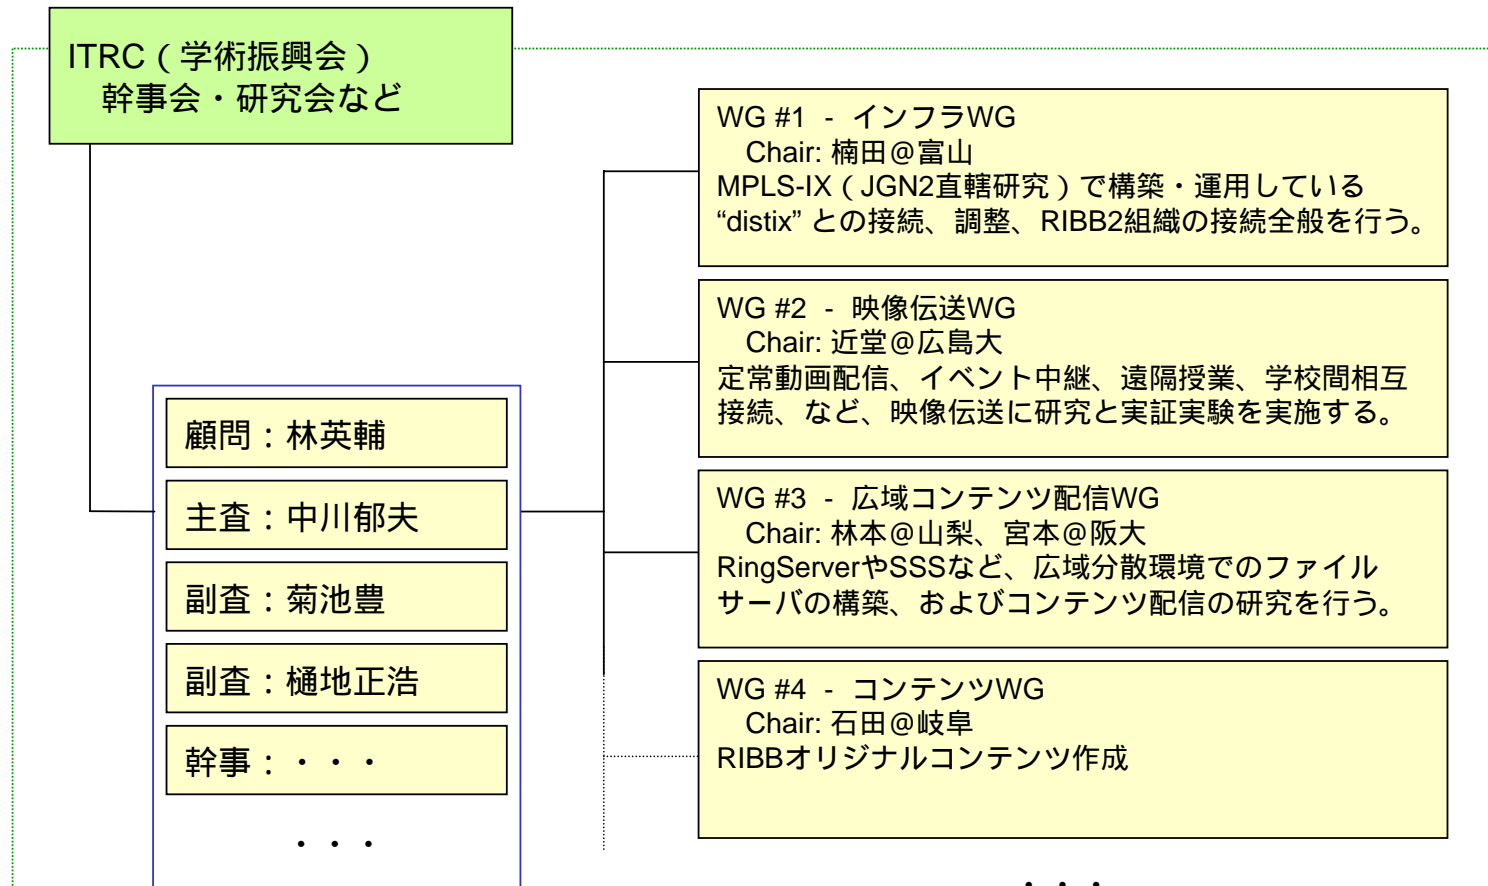 ITRC（学術振興会）
幹事会・研究会など
顧問：林英輔
主査：中川郁夫
副査：菊池豊
副査：樋地正浩
幹事：・・・
・・・
WG #1 - インフラWG
Chair: 楠田＠富山
MPLS-IX（JGN2直轄研究）で構築・運用している
“distix” との接続、調整、RIBB2組織の接続全般を行う。
WG #2 - 映像伝送WG
Chair: 近堂＠広島大
定常動画配信、イベント中継、遠隔授業、学校間相互
接続、など、映像伝送に研究と実証実験を実施する。
WG #3 - 広域コンテンツ配信WG
Chair: 林本＠山梨、宮本＠阪大
RingServerやSSSなど、広域分散環境でのファイル
サーバの構築、およびコンテンツ配信の研究を行う。
WG #4 - コンテンツWG
Chair: 石田＠岐阜
RIBBオリジナルコンテンツ作成
・・・